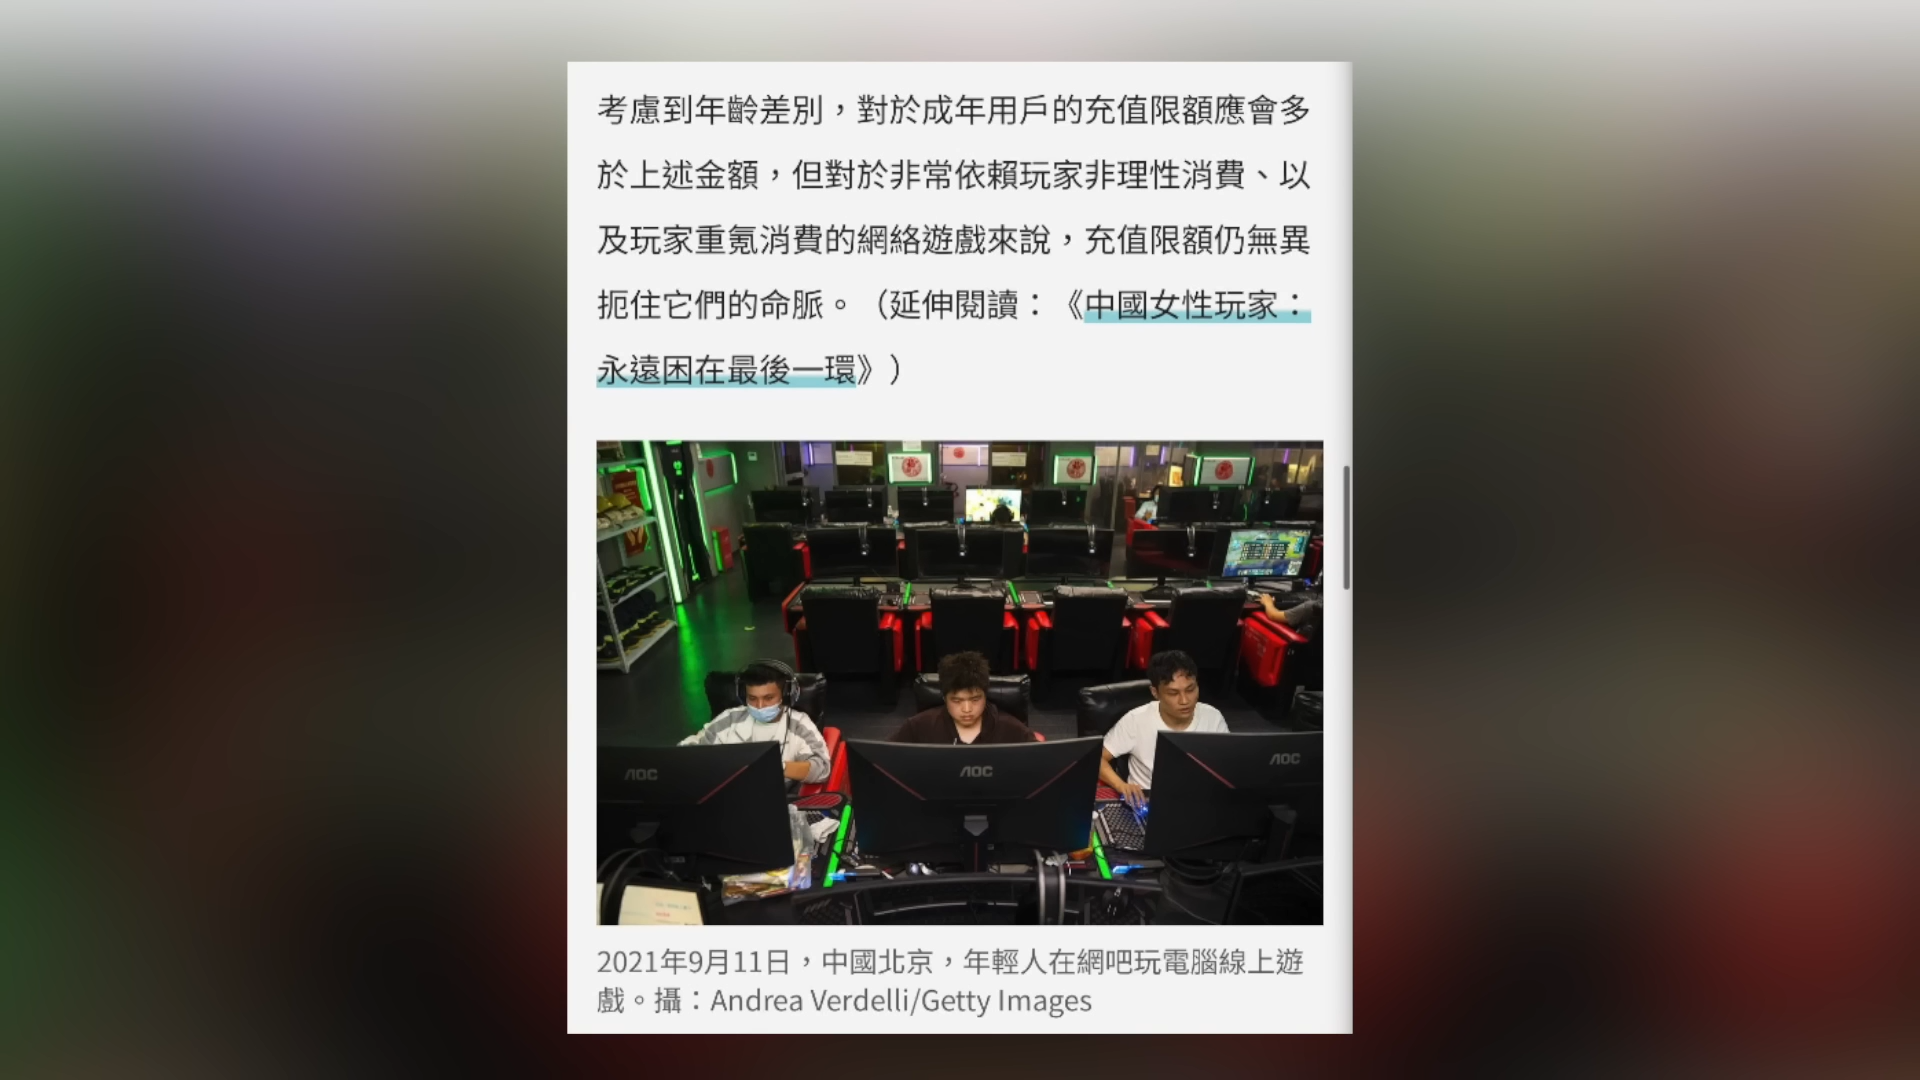 考慮到年齡差別，對於成年用戶的充值限額應會多
於上述金額，但對於非常依賴玩家非理性消費、以
及玩家重氪消費的網絡遊戲來說，充值限額仍無異
扼住它們的命脈。（延伸閱讀：《中國女性玩家：
永遠困在最後一環》）
AOC
AOC
AOC
2021年9月11日，中國北京，年輕人在網吧玩電腦線上遊
戲。攝：Andrea Verdelli/Getty Images